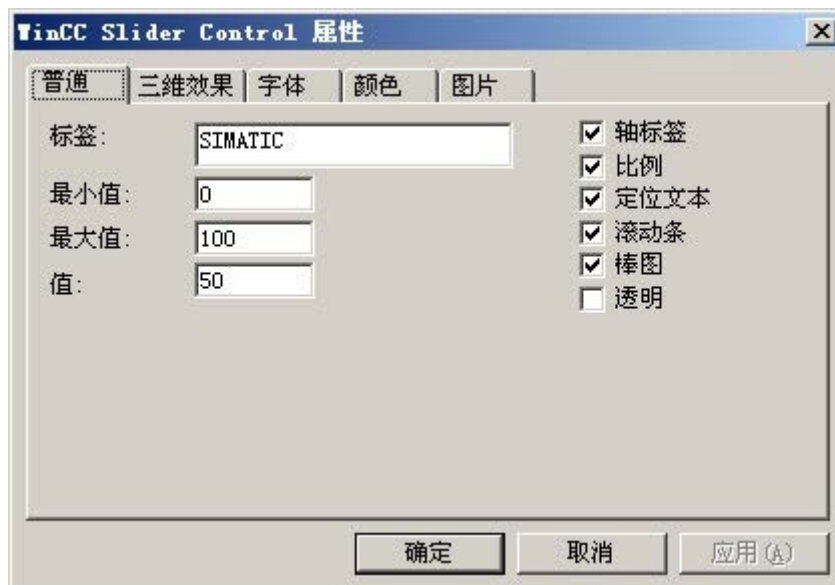 WinCC Slider Control 属性
普通 三维效果 字体 颜色 图片
标签: SIMATIC
最小值: 0
最大值: 100
值: 50
轴标签
比例
定位文本
滚动条
棒图
透明
确定 取消 应用(A)